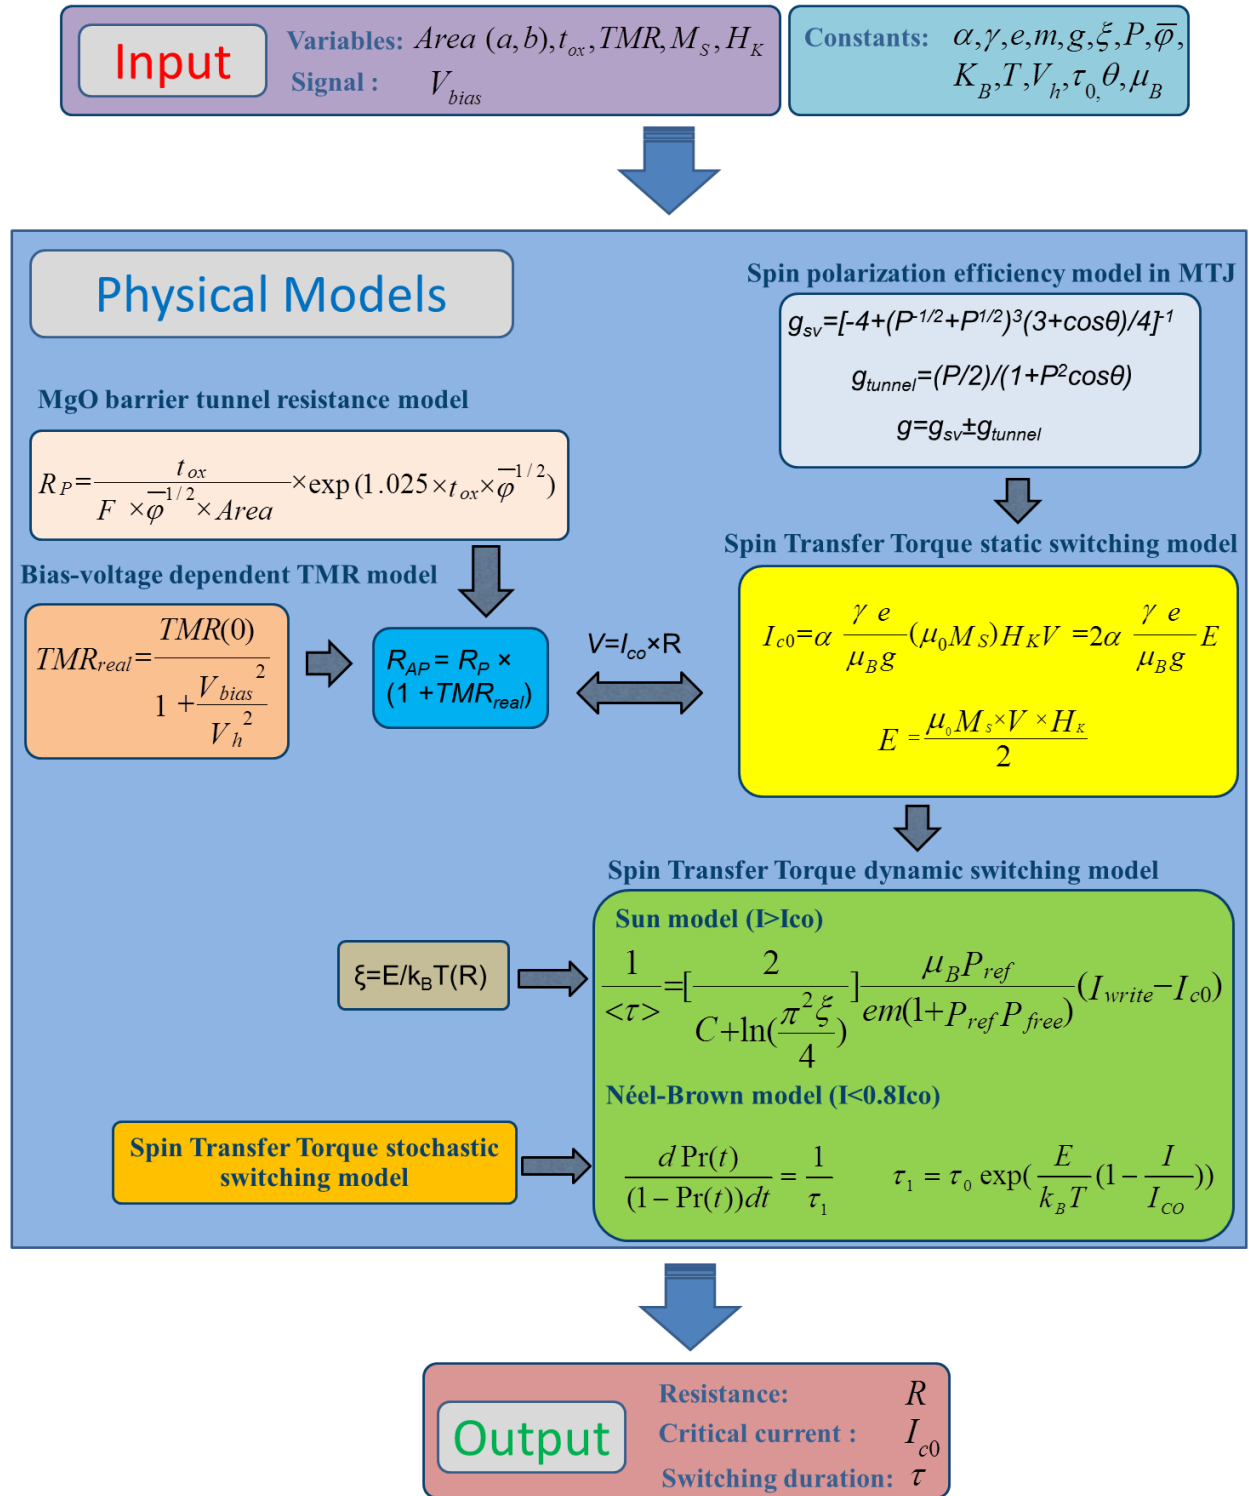 Input
Variables: Area (a, b), t_ox, TMR, M_S, H_K
Signal : V_bias
Constants: α, γ, e, m, g, ξ, P, φ̅,
K_B, T, V_h, τ_0, θ, μ_B
Physical Models
Spin polarization efficiency model in MTJ
g_sv=[-4+(P^-1/2+P^1/2)^3(3+cosθ)/4]^-1
g_tunnel=(P/2)/(1+P^2cosθ)
g=g_sv±g_tunnel
MgO barrier tunnel resistance model
R_P = t_ox / (F × φ̅^1/2 × Area) × exp(1.025 × t_ox × φ̅^1/2)
Spin Transfer Torque static switching model
I_c0 = α (γ e / μ_B g) (μ_0 M_S) H_K V = 2α (γ e / μ_B g) E
E = (μ_0 M_S × V × H_K) / 2
Bias-voltage dependent TMR model
TMR_real = TMR(0) / (1 + V_bias^2 / V_h^2)
R_AP = R_P ×
(1 +TMR_real)
V=I_co×R
Spin Transfer Torque dynamic switching model
Sun model (I>Ico)
ξ=E/k_BT(R)
1 / <τ> = [2 / (C+ln(π^2 ξ / 4))] μ_B P_ref / (em(1+P_ref P_free)) (I_write − I_c0)
Néel-Brown model (I<0.8Ico)
Spin Transfer Torque stochastic
switching model
d Pr(t) / ((1 − Pr(t))dt) = 1 / τ_1
τ_1 = τ_0 exp(E / k_B T (1 − I / I_CO))
Output
Resistance: R
Critical current : I_c0
Switching duration: τ